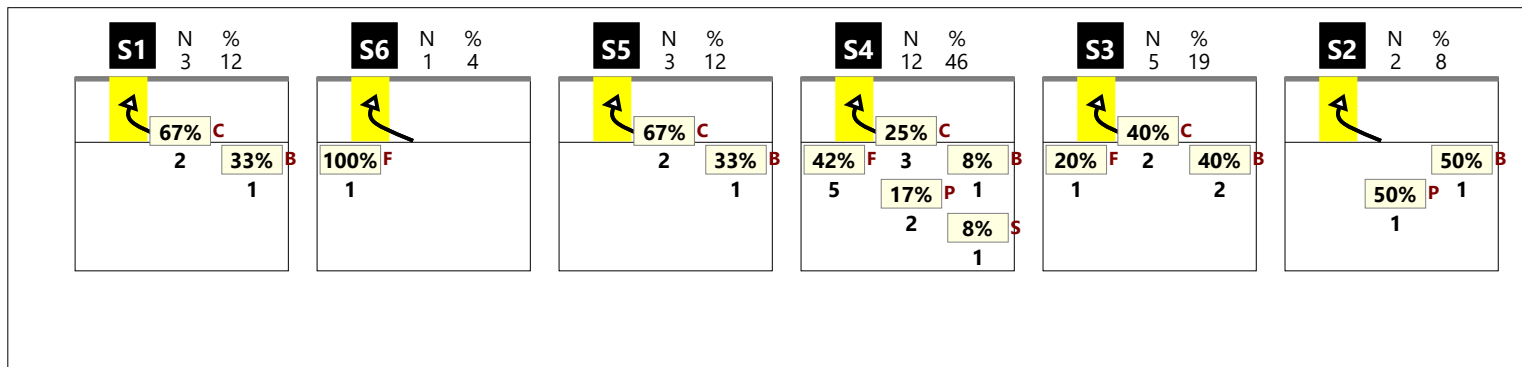 S1 N % S6 N % S5 N % S4 N % S3 N % S2 N %
3 12 1 4 3 12 12 46 5 19 2 8
67% C 67% C 25% C 40% C
2 33% B 100% F 2 33% B 42% F 3 8% B 20% F 2 40% B 50% B
1 1 1 5 1 1 2 1
17% P 50% P
2 1
8% S
1